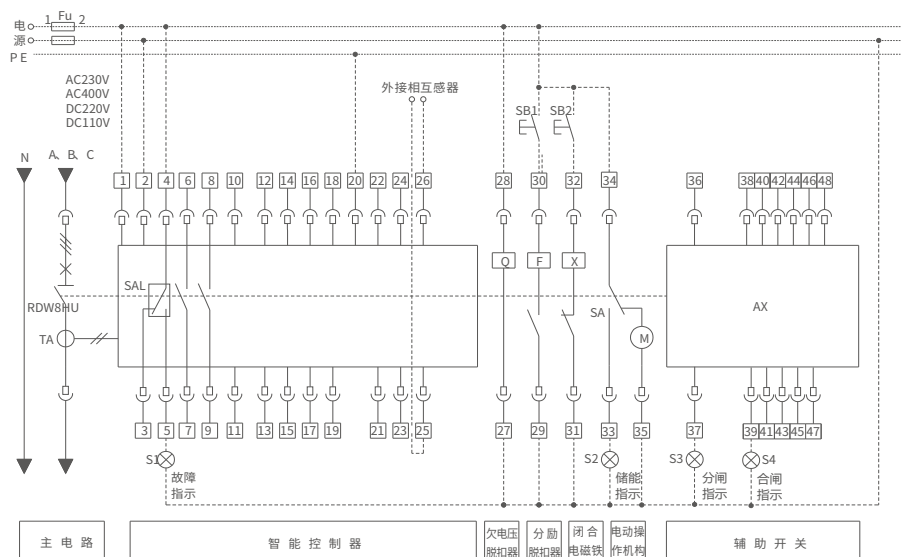 电 1 Fu 2
源
PE
AC230V
AC400V
DC220V
DC110V
外接相互感器
SB1 SB2
N A、B、C
1 2 4 6 8 10 12 14 16 18 20 22 24 26 28 30 32 34 36 38 40 42 44 46 48
Q F X
SAL
RDW8HU
SA
AX
TA
M
3 5 7 9 11 13 15 17 19 21 23 25 27 29 31 33 35 37 39 41 43 45 47
S1 S2 S3 S4
故障
指示
储能
指示
分闸
指示
合闸
指示
主电路
智能控制器
欠电压
脱扣器
分励
脱扣器
闭合
电磁铁
电动操
作机构
辅助开关